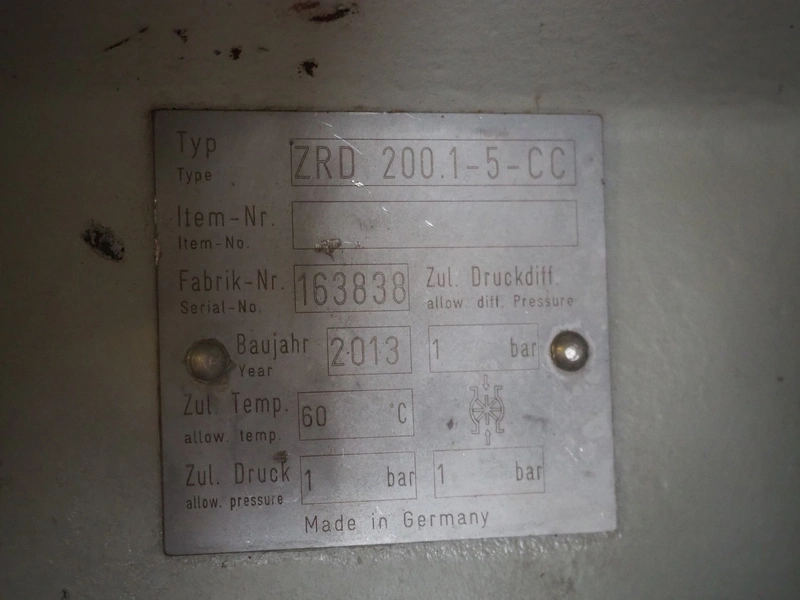 Typ ZRD 200.1-5-CC
Type
Item-Nr.
Item-No.
Fabrik-Nr. 163838 Zul. Druckdiff.
Serial-No. allow. diff. Pressure
Baujahr 2013 1 bar
Year
Zul. Temp. 60 °C
allow. temp.
Zul. Druck 1 bar 1 bar
allow. pressure
Made in Germany